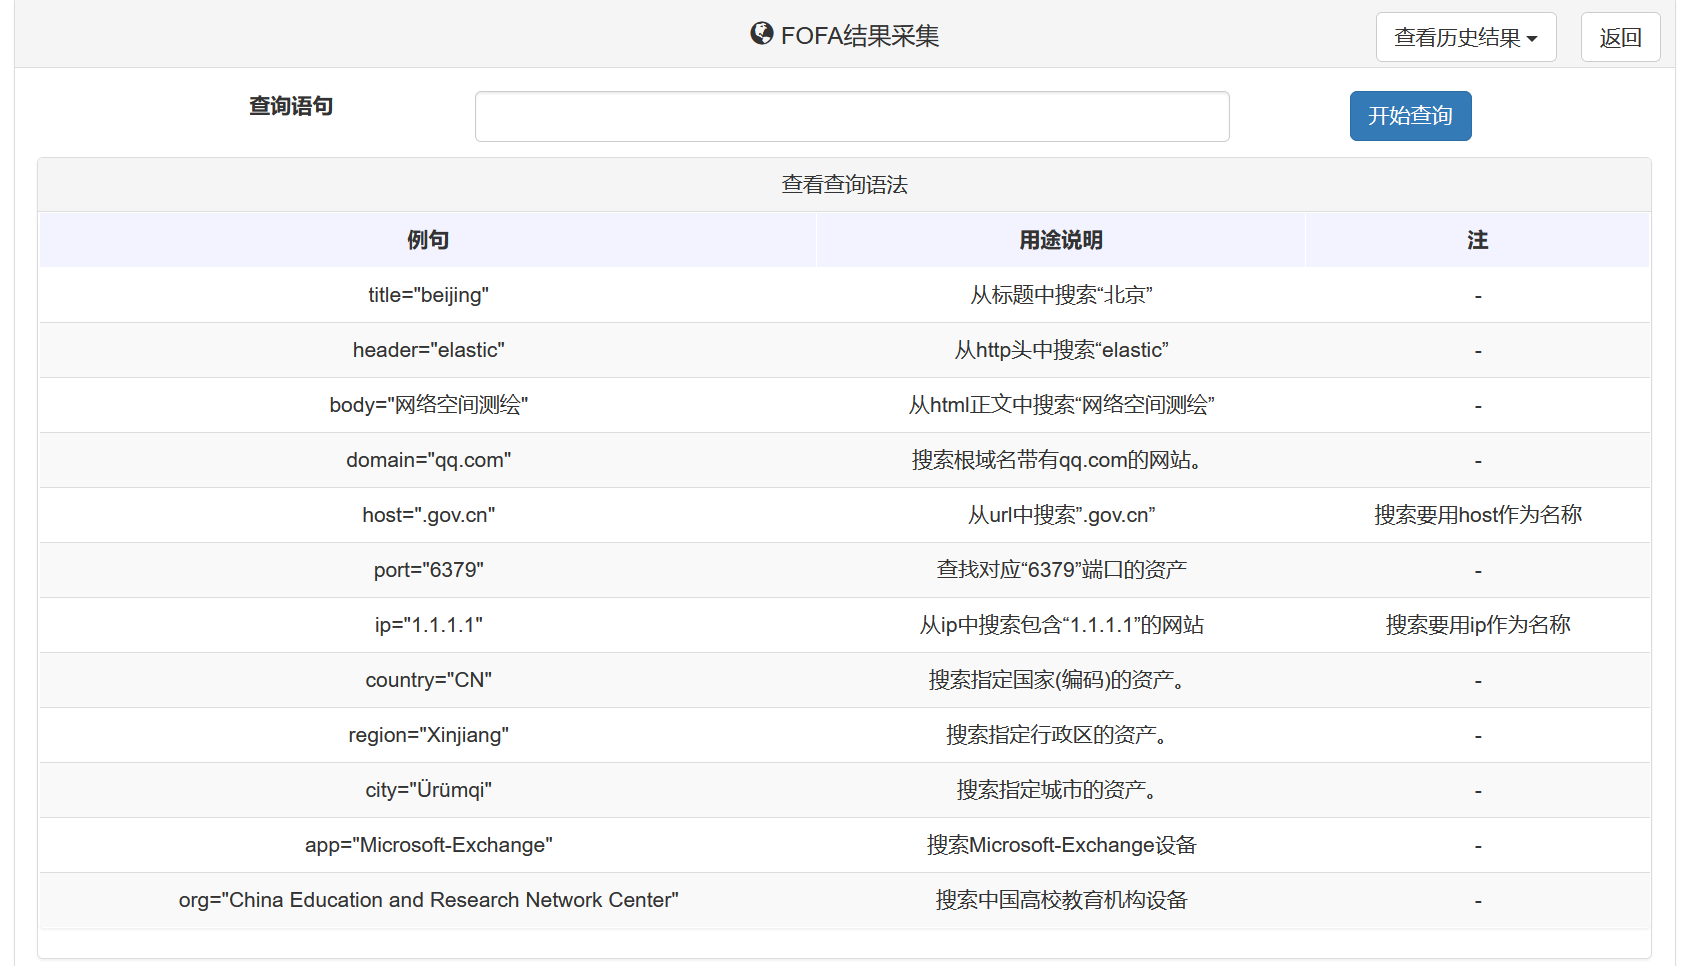 FOFA结果采集
查看历史结果
返回
查询语句
开始查询
查看查询语法
例句 用途说明 注
title="beijing" 从标题中搜索“北京” -
header="elastic" 从http头中搜索“elastic” -
body="网络空间测绘" 从html正文中搜索“网络空间测绘” -
domain="qq.com" 搜索根域名带有qq.com的网站。 -
host=".gov.cn" 从url中搜索”.gov.cn” 搜索要用host作为名称
port="6379" 查找对应“6379”端口的资产 -
ip="1.1.1.1" 从ip中搜索包含“1.1.1.1”的网站 搜索要用ip作为名称
country="CN" 搜索指定国家(编码)的资产。 -
region="Xinjiang" 搜索指定行政区的资产。 -
city="Ürümqi" 搜索指定城市的资产。 -
app="Microsoft-Exchange" 搜索Microsoft-Exchange设备 -
org="China Education and Research Network Center" 搜索中国高校教育机构设备 -